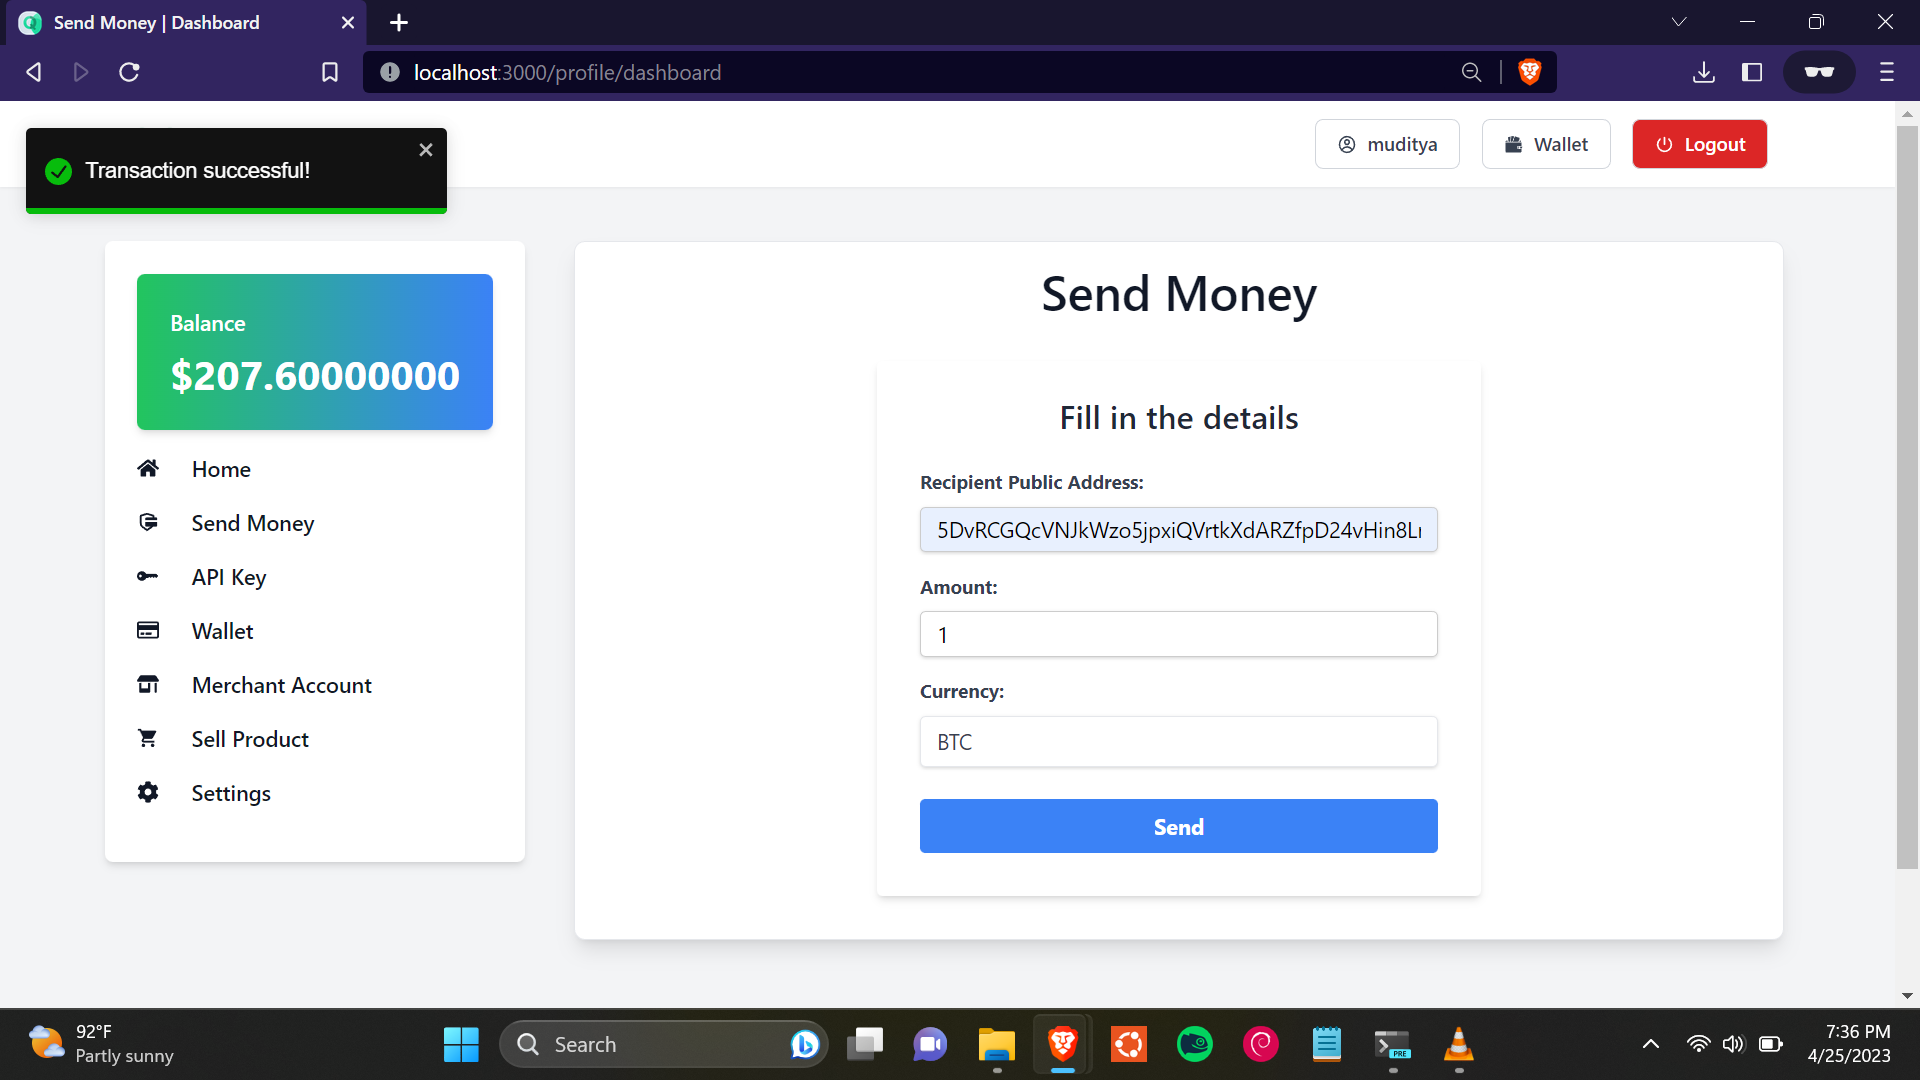 Send Money | Dashboard
localhost:3000/profile/dashboard
Transaction successful!
muditya
Wallet
Logout
Balance
$207.60000000
Home
Send Money
API Key
Wallet
Merchant Account
Sell Product
Settings
Send Money
Fill in the details
Recipient Public Address:
5DvRCGQcVNJkWzo5jpxiQVrtkXdARZfpD24vHin8L
Amount:
1
Currency:
BTC
Send
92°F
Partly sunny
Search
PRE
7:36 PM
4/25/2023